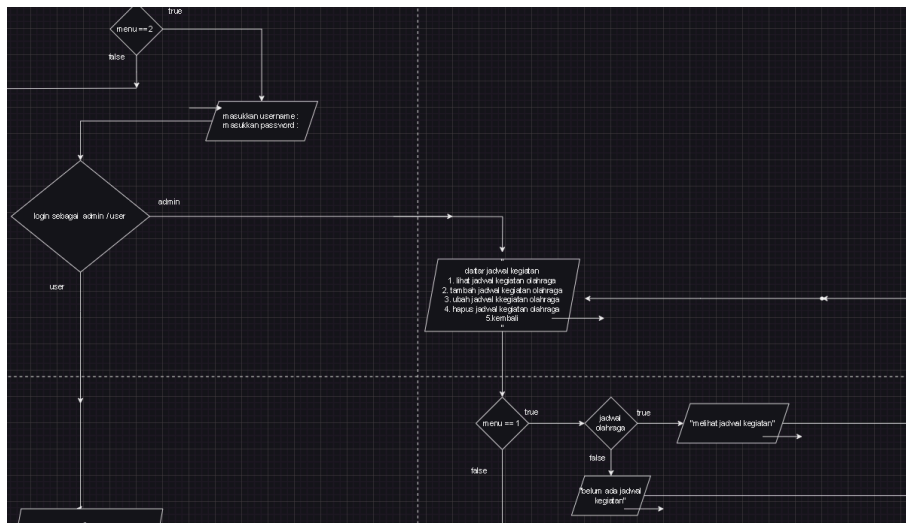 true
menu == 2
false
masukkan username :
masukkan password :
admin
login sebagai admin / user
user
"
daftar jadwal kegiatan
1. lihat jadwal kegiatan olahraga
2. tambah jadwal kegiatan olahraga
3. ubah jadwal kkegiatan olahraga
4. hapus jadwal kegiatan olahraga
5.kembali
"
menu == 1
true
jadwal
olahraga
true
"melihat jadwal kegiatan"
false
false
"belum ada jadwal
kegiatan"